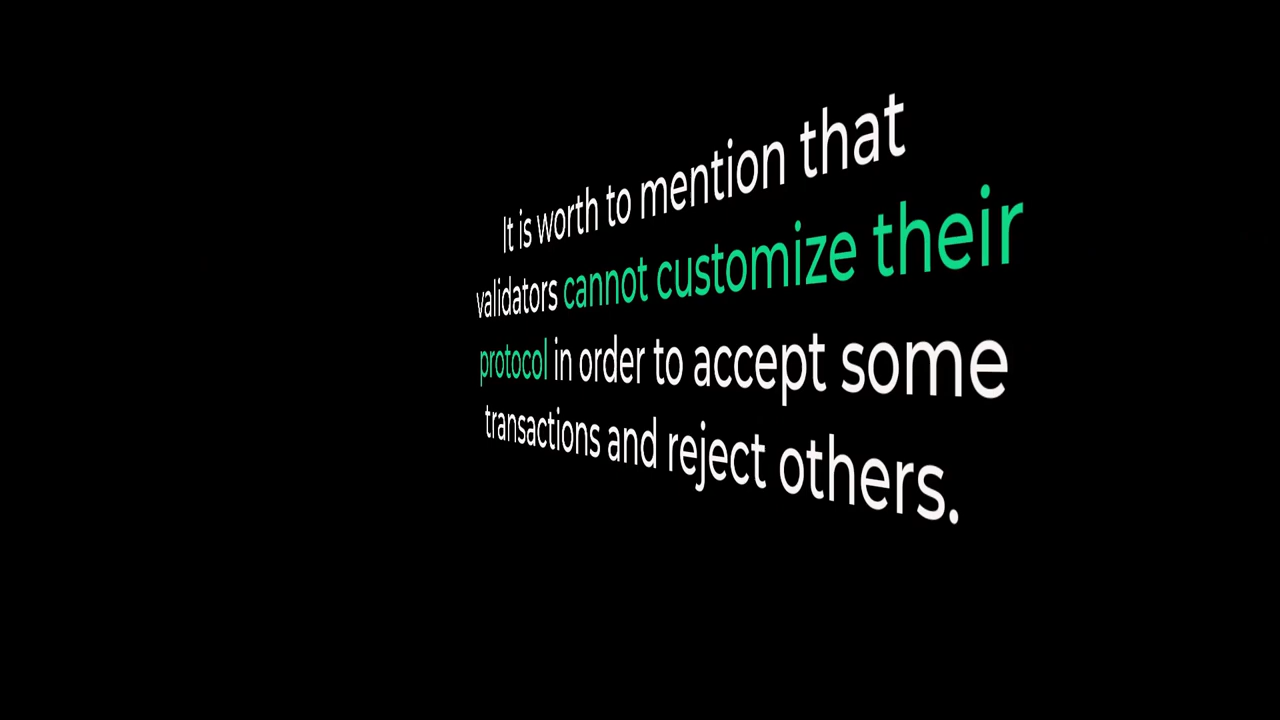 It is worth to mention that
validators cannot customize their
protocol in order to accept some
transactions and reject others.